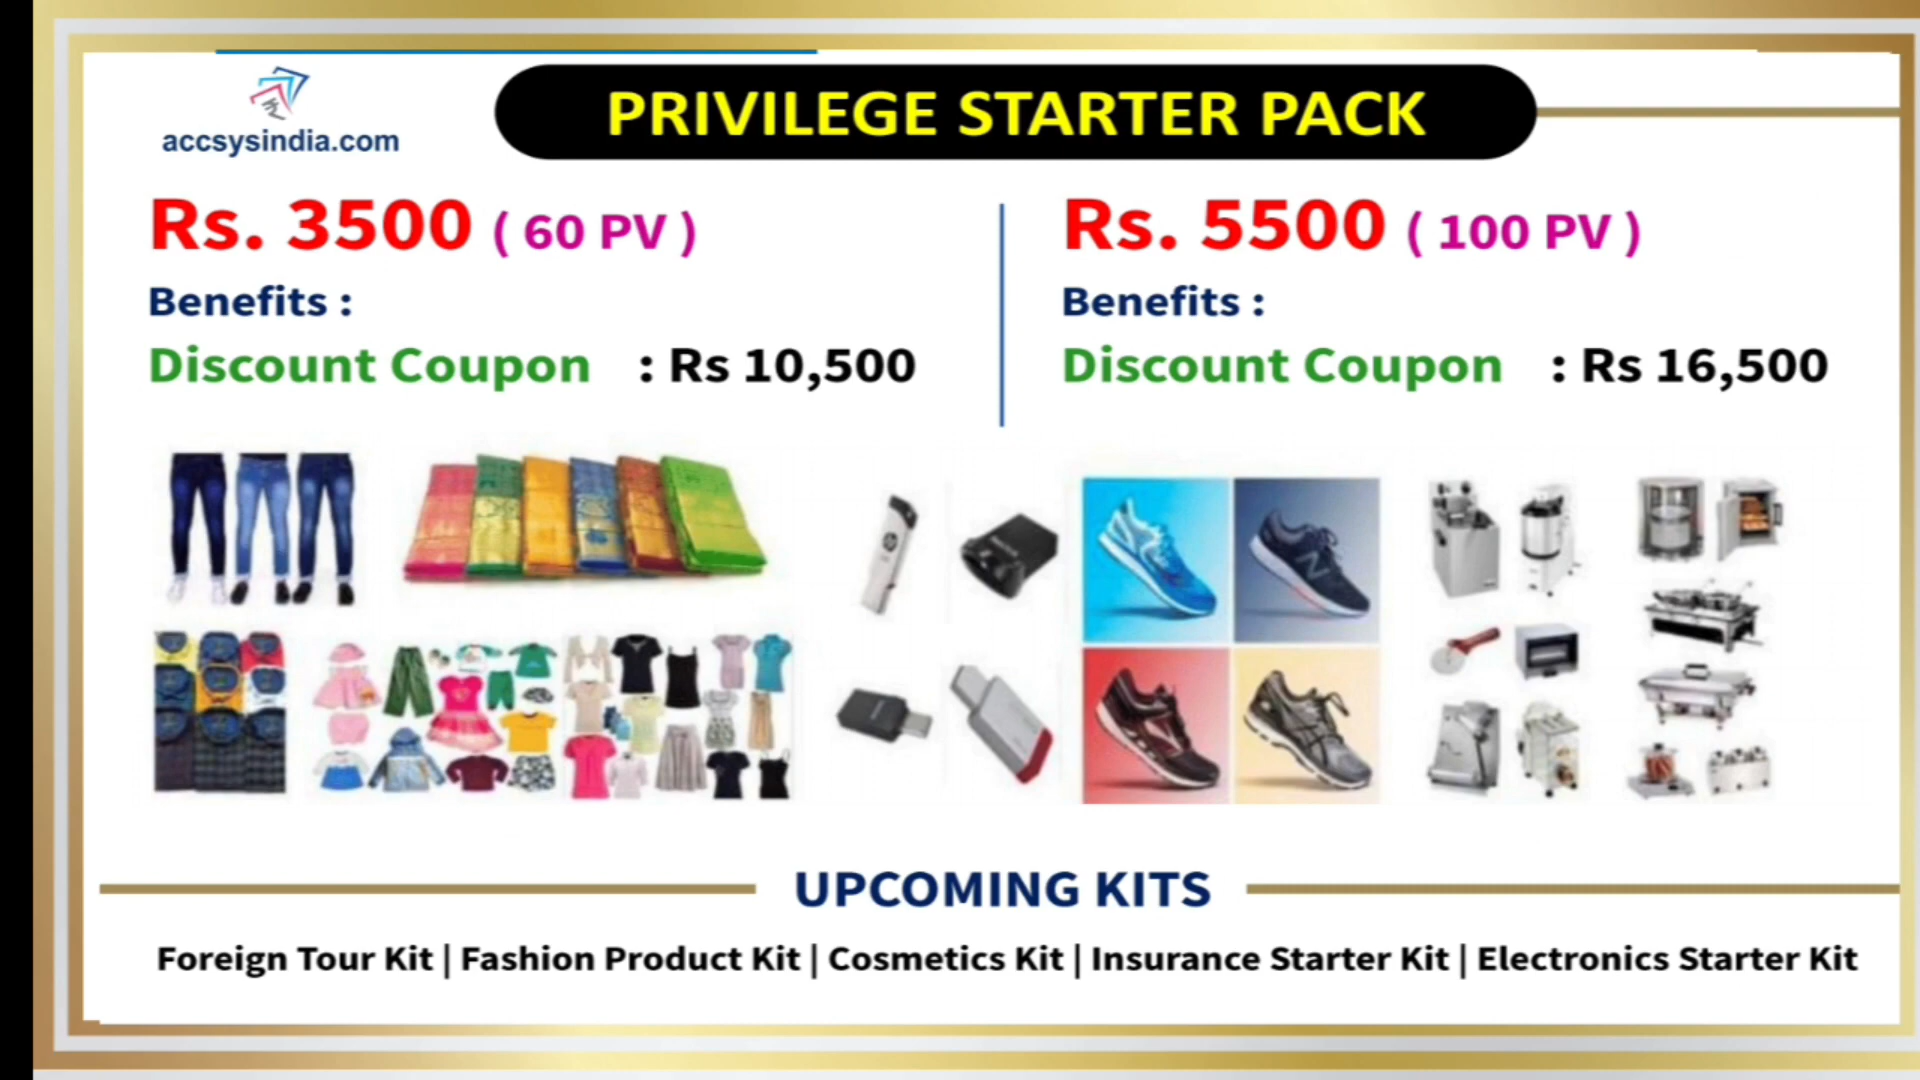 accsysindia.com
PRIVILEGE STARTER PACK
Rs. 3500 ( 60 PV )
Benefits :
Discount Coupon : Rs 10,500
Rs. 5500 ( 100 PV )
Benefits :
Discount Coupon : Rs 16,500
UPCOMING KITS
Foreign Tour Kit | Fashion Product Kit | Cosmetics Kit | Insurance Starter Kit | Electronics Starter Kit